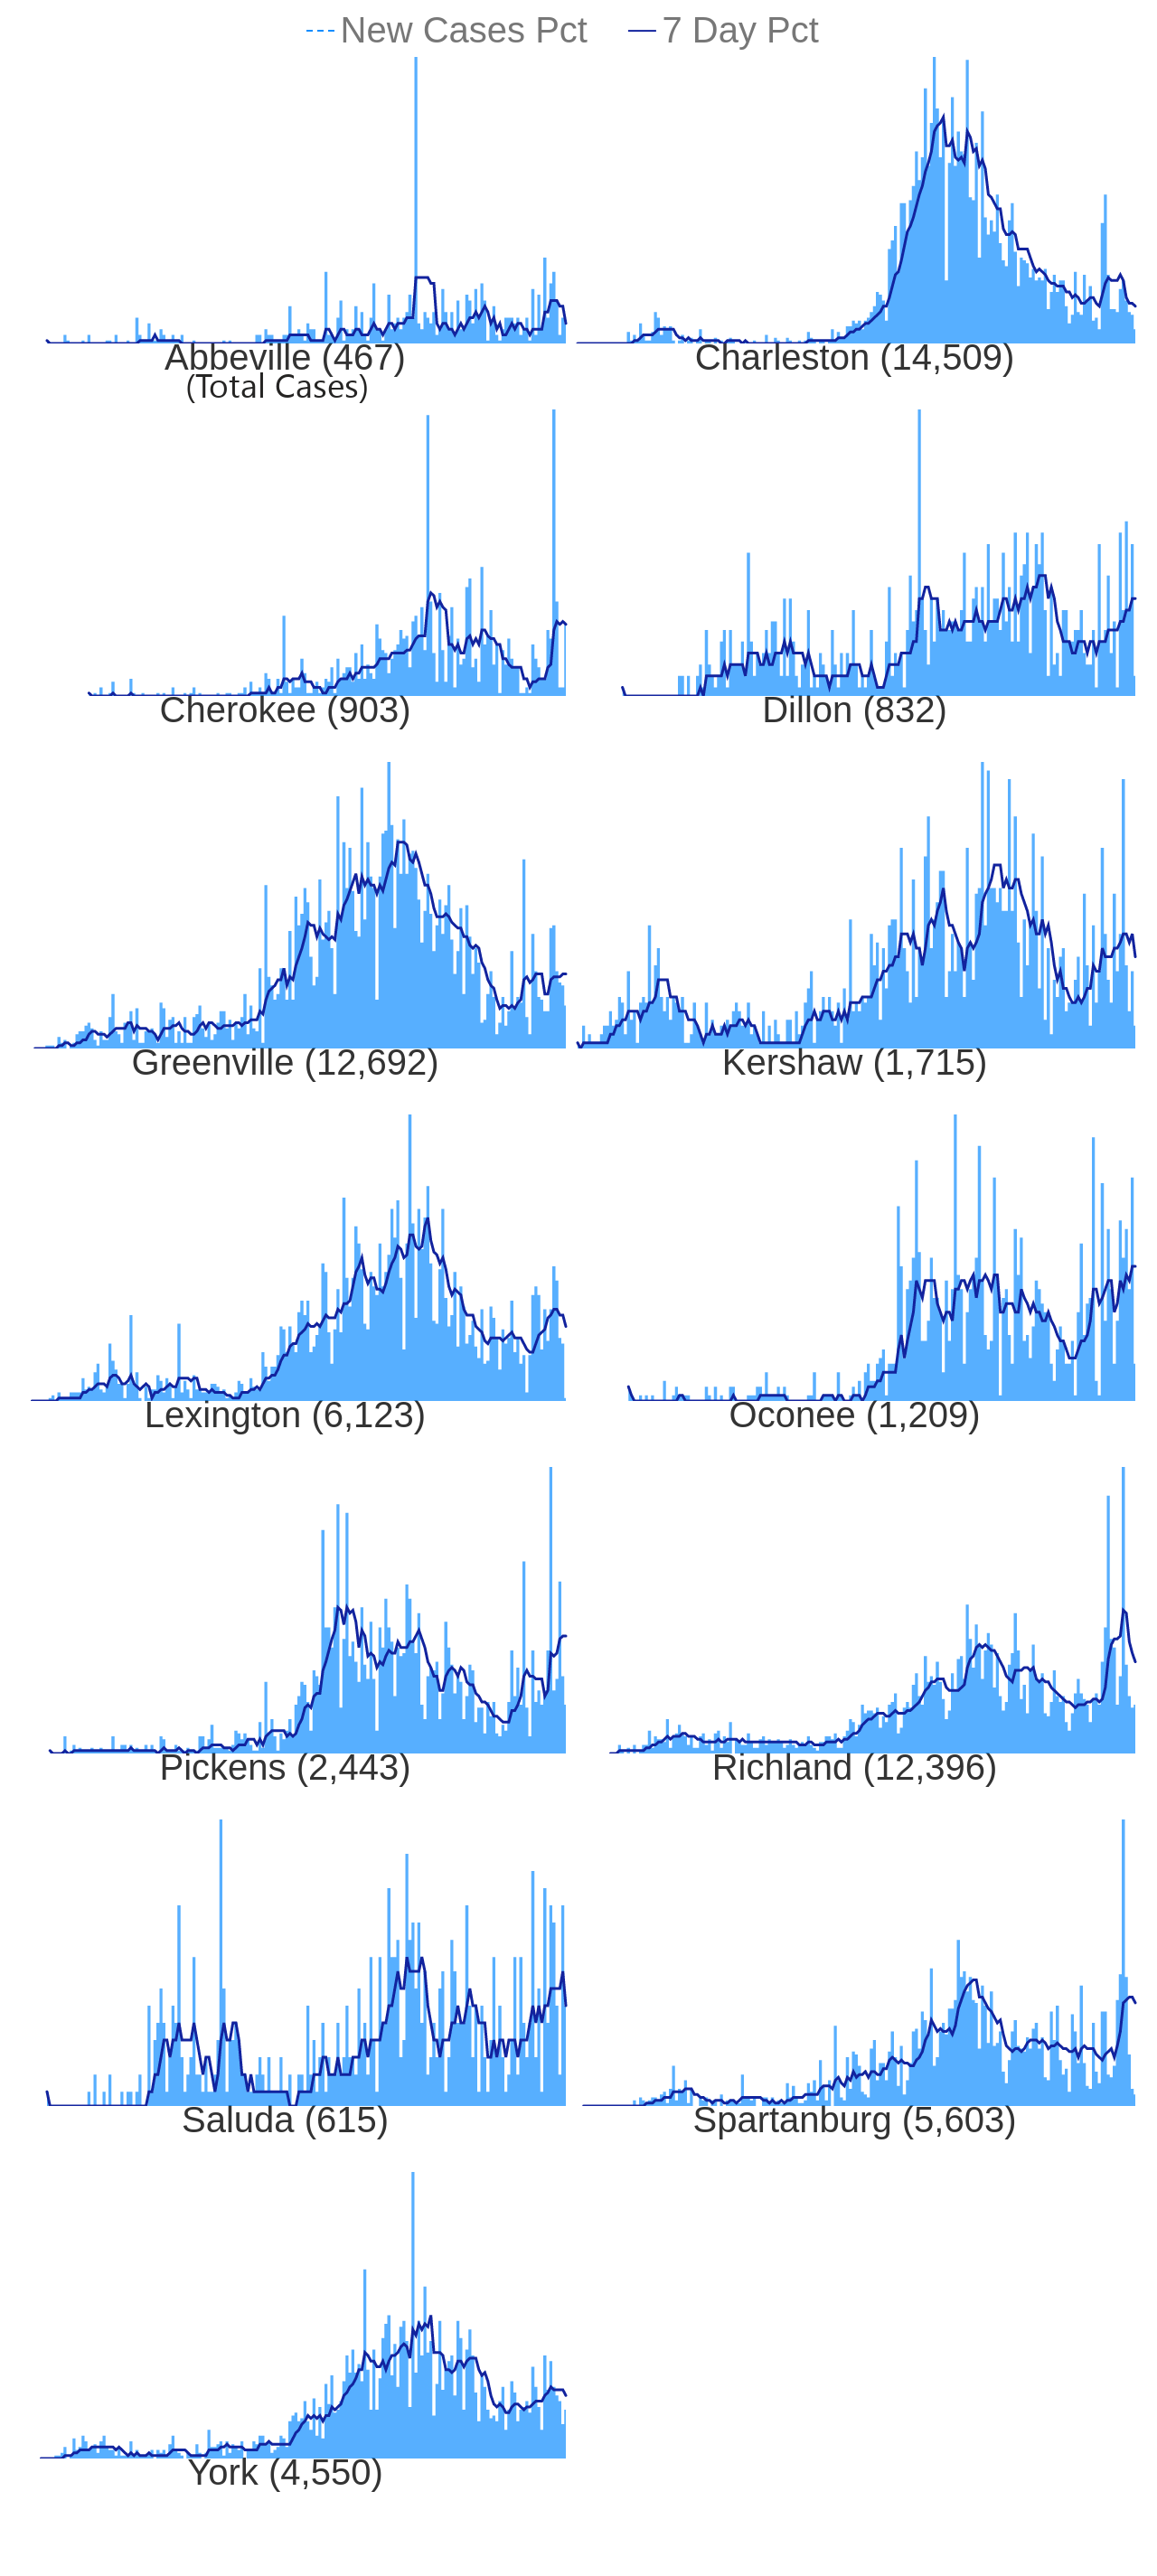 New Cases Pct 7 Day Pct
Abbeville (467) Charleston (14,509)
(Total Cases)
Cherokee (903) Dillon (832)
Greenville (12,692) Kershaw (1,715)
Lexington (6,123) Oconee (1,209)
Pickens (2,443) Richland (12,396)
Saluda (615) Spartanburg (5,603)
York (4,550)